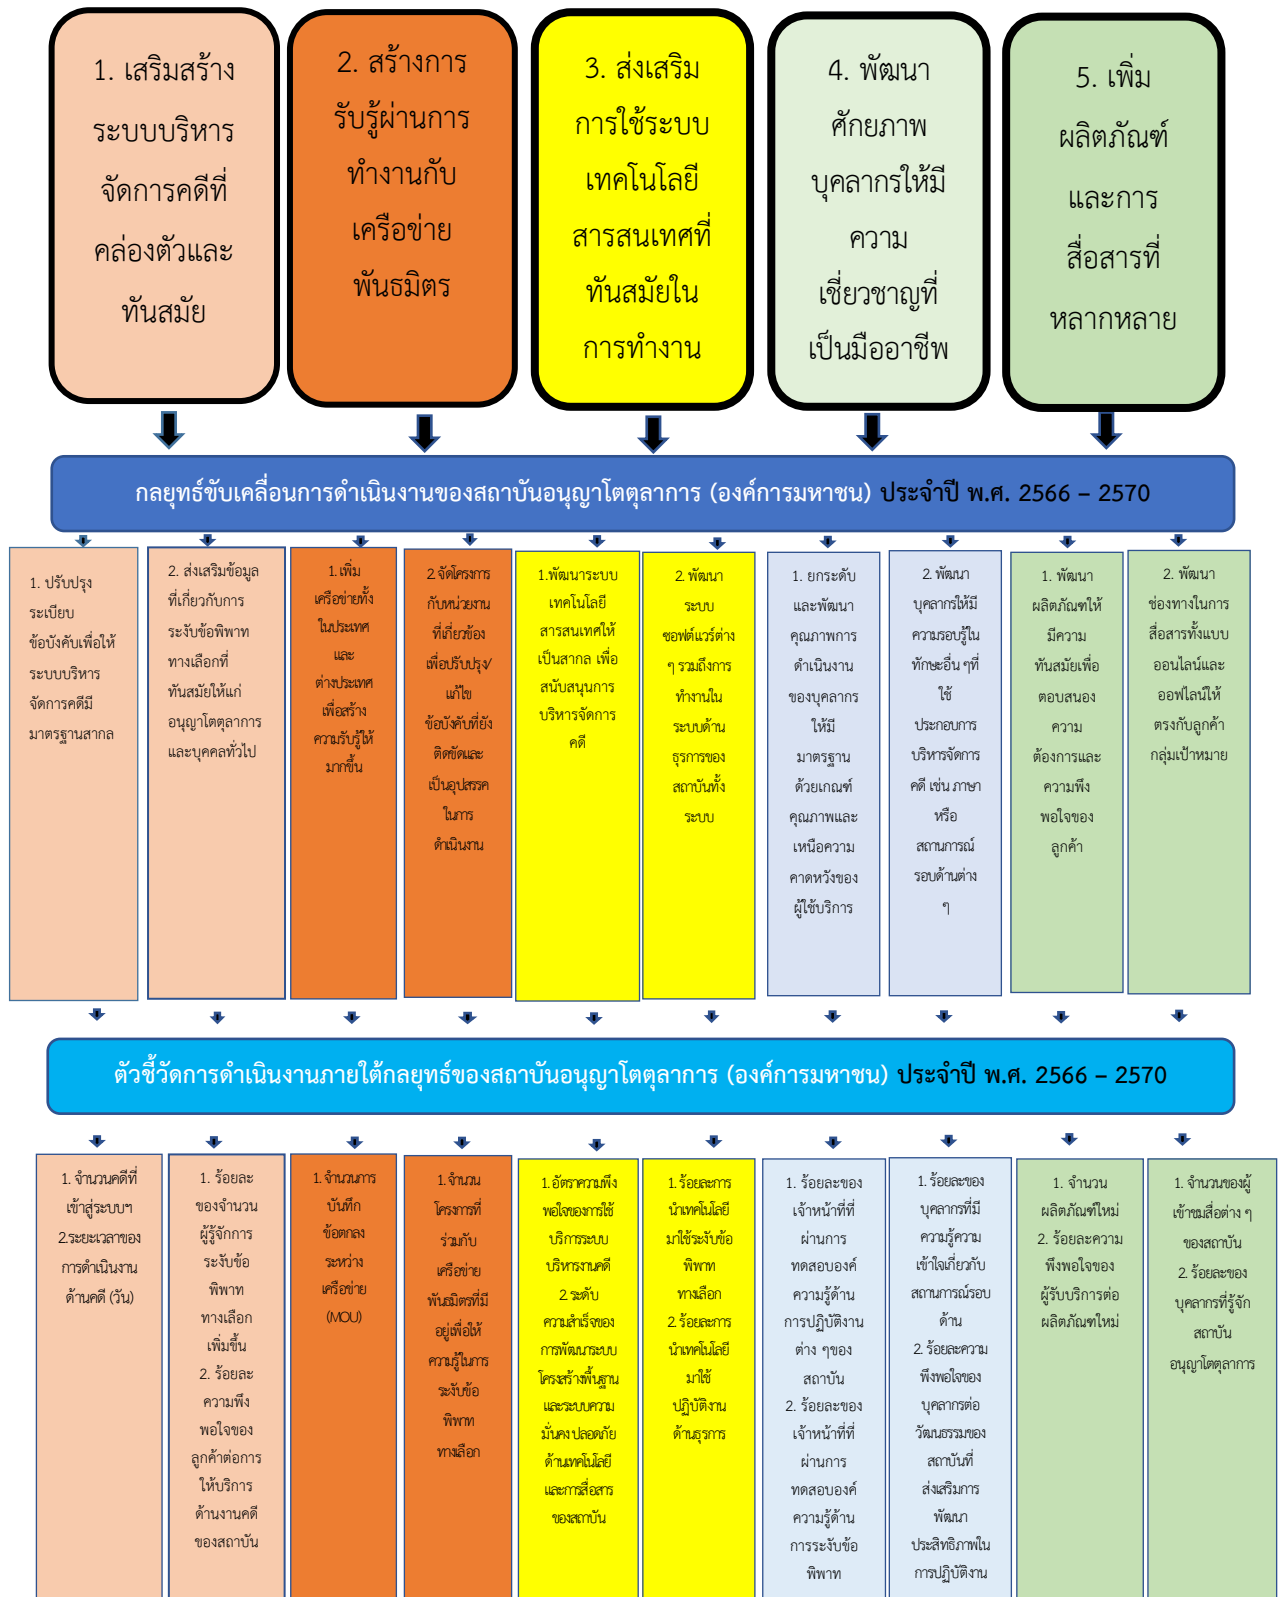 1. เสริมสร้าง
ระบบบริหาร
จัดการคดีที่
คล่องตัวและ
ทันสมัย
2. สร้างการ
รับรู้ผ่านการ
ทำงานกับ
เครือข่าย
พันธมิตร
3. ส่งเสริม
การใช้ระบบ
เทคโนโลยี
สารสนเทศที่
ทันสมัยใน
การทำงาน
4. พัฒนา
ศักยภาพ
บุคลากรให้มี
ความ
เชี่ยวชาญที่
เป็นมืออาชีพ
5. เพิ่ม
ผลิตภัณฑ์
และการ
สื่อสารที่
หลากหลาย
กลยุทธ์ขับเคลื่อนการดำเนินงานของสถาบันอนุญาโตตุลาการ (องค์การมหาชน) ประจำปี พ.ศ. 2566 – 2570
1. ปรับปรุง
ระเบียบ
ข้อบังคับเพื่อให้
ระบบบริหาร
จัดการคดีมี
มาตรฐานสากล
2. ส่งเสริมข้อมูล
ที่เกี่ยวกับการ
ระงับข้อพิพาท
ทางเลือกที่
ทันสมัยให้แก่
อนุญาโตตุลาการ
และบุคคลทั่วไป
1. เพิ่ม
เครือข่ายทั้ง
ในประเทศ
และ
ต่างประเทศ
เพื่อสร้าง
ความรับรู้ให้
มากขึ้น
2. จัดโครงการ
กับหน่วยงาน
ที่เกี่ยวข้อง
เพื่อปรับปรุง/
แก้ไข
ข้อบังคับที่ยัง
ติดขัดและ
เป็นอุปสรรค
ในการ
ดำเนินงาน
1.พัฒนาระบบ
เทคโนโลยี
สารสนเทศให้
เป็นสากล เพื่อ
สนับสนุนการ
บริหารจัดการ
คดี
2. พัฒนา
ระบบ
ซอฟต์แวร์ต่าง
ๆ รวมถึงการ
ทำงานใน
ระบบด้าน
ธุรการของ
สถาบันทั้ง
ระบบ
1. ยกระดับ
และพัฒนา
คุณภาพการ
ดำเนินงาน
ของบุคลากร
ให้มี
มาตรฐาน
ด้วยเกณฑ์
คุณภาพและ
เหนือความ
คาดหวังของ
ผู้ใช้บริการ
2. พัฒนา
บุคลากรให้มี
ความรอบรู้ใน
ทักษะอื่น ๆที่
ใช้
ประกอบการ
บริหารจัดการ
คดี เช่น ภาษา
หรือ
สถานการณ์
รอบด้านต่าง
ๆ
1. พัฒนา
ผลิตภัณฑ์ให้
มีความ
ทันสมัยเพื่อ
ตอบสนอง
ความ
ต้องการและ
ความพึง
พอใจของ
ลูกค้า
2. พัฒนา
ช่องทางในการ
สื่อสารทั้งแบบ
ออนไลน์และ
ออฟไลน์ให้
ตรงกับลูกค้า
กลุ่มเป้าหมาย
ตัวชี้วัดการดำเนินงานภายใต้กลยุทธ์ของสถาบันอนุญาโตตุลาการ (องค์การมหาชน) ประจำปี พ.ศ. 2566 – 2570
1. จำนวนคดีที่
เข้าสู่ระบบฯ
2.ระยะเวลาของ
การดำเนินงาน
ด้านคดี (วัน)
1. ร้อยละ
ของจำนวน
ผู้รู้จักการ
ระงับข้อ
พิพาท
ทางเลือก
เพิ่มขึ้น
2. ร้อยละ
ความพึง
พอใจของ
ลูกค้าต่อการ
ให้บริการ
ด้านงานคดี
ของสถาบัน
1. จำนวนการ
บันทึก
ข้อตกลง
ระหว่าง
เครือข่าย
(MOU)
1. จำนวน
โครงการที่
ร่วมกับ
เครือข่าย
พันธมิตรที่มี
อยู่เพื่อให้
ความรู้ในการ
ระงับข้อ
พิพาท
ทางเลือก
1. อัตราความพึง
พอใจของการใช้
บริการระบบ
บริหารงานคดี
2. ระดับ
ความสำเร็จของ
การพัฒนาระบบ
โครงสร้างพื้นฐาน
และระบบความ
มั่นคง ปลอดภัย
ด้านเทคโนโลยี
และการสื่อสาร
ของสถาบัน
1. ร้อยละการ
นำเทคโนโลยี
มาใช้ระงับข้อ
พิพาท
ทางเลือก
2. ร้อยละการ
นำเทคโนโลยี
มาใช้
ปฏิบัติงาน
ด้านธุรการ
1. ร้อยละของ
เจ้าหน้าที่ที่
ผ่านการ
ทดสอบองค์
ความรู้ด้าน
การปฏิบัติงาน
ต่าง ๆของ
สถาบัน
2. ร้อยละของ
เจ้าหน้าที่ที่
ผ่านการ
ทดสอบองค์
ความรู้ด้าน
การระงับข้อ
พิพาท
1. ร้อยละของ
บุคลากรที่มี
ความรู้ความ
เข้าใจเกี่ยวกับ
สถานการณ์รอบ
ด้าน
2. ร้อยละความ
พึงพอใจของ
บุคลากรต่อ
วัฒนธรรมของ
สถาบันที่
ส่งเสริมการ
พัฒนา
ประสิทธิภาพใน
การปฏิบัติงาน
1. จำนวน
ผลิตภัณฑ์ใหม่
2. ร้อยละความ
พึงพอใจของ
ผู้รับบริการต่อ
ผลิตภัณฑ์ใหม่
1. จำนวนของผู้
เข้าชมสื่อต่าง ๆ
ของสถาบัน
2. ร้อยละของ
บุคลากรที่รู้จัก
สถาบัน
อนุญาโตตุลาการ